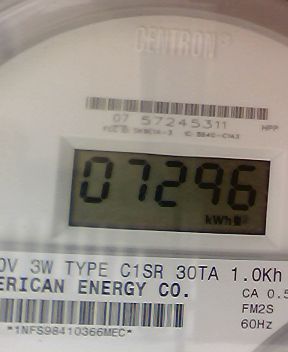 CENTRON®
07 57245311
HPP
07296
kWh
0V 3W TYPE C1SR 30TA 1.0Kh
ERICAN ENERGY CO.
CA 0.5
FM2S
60Hz
*1NFS98410366MEC*